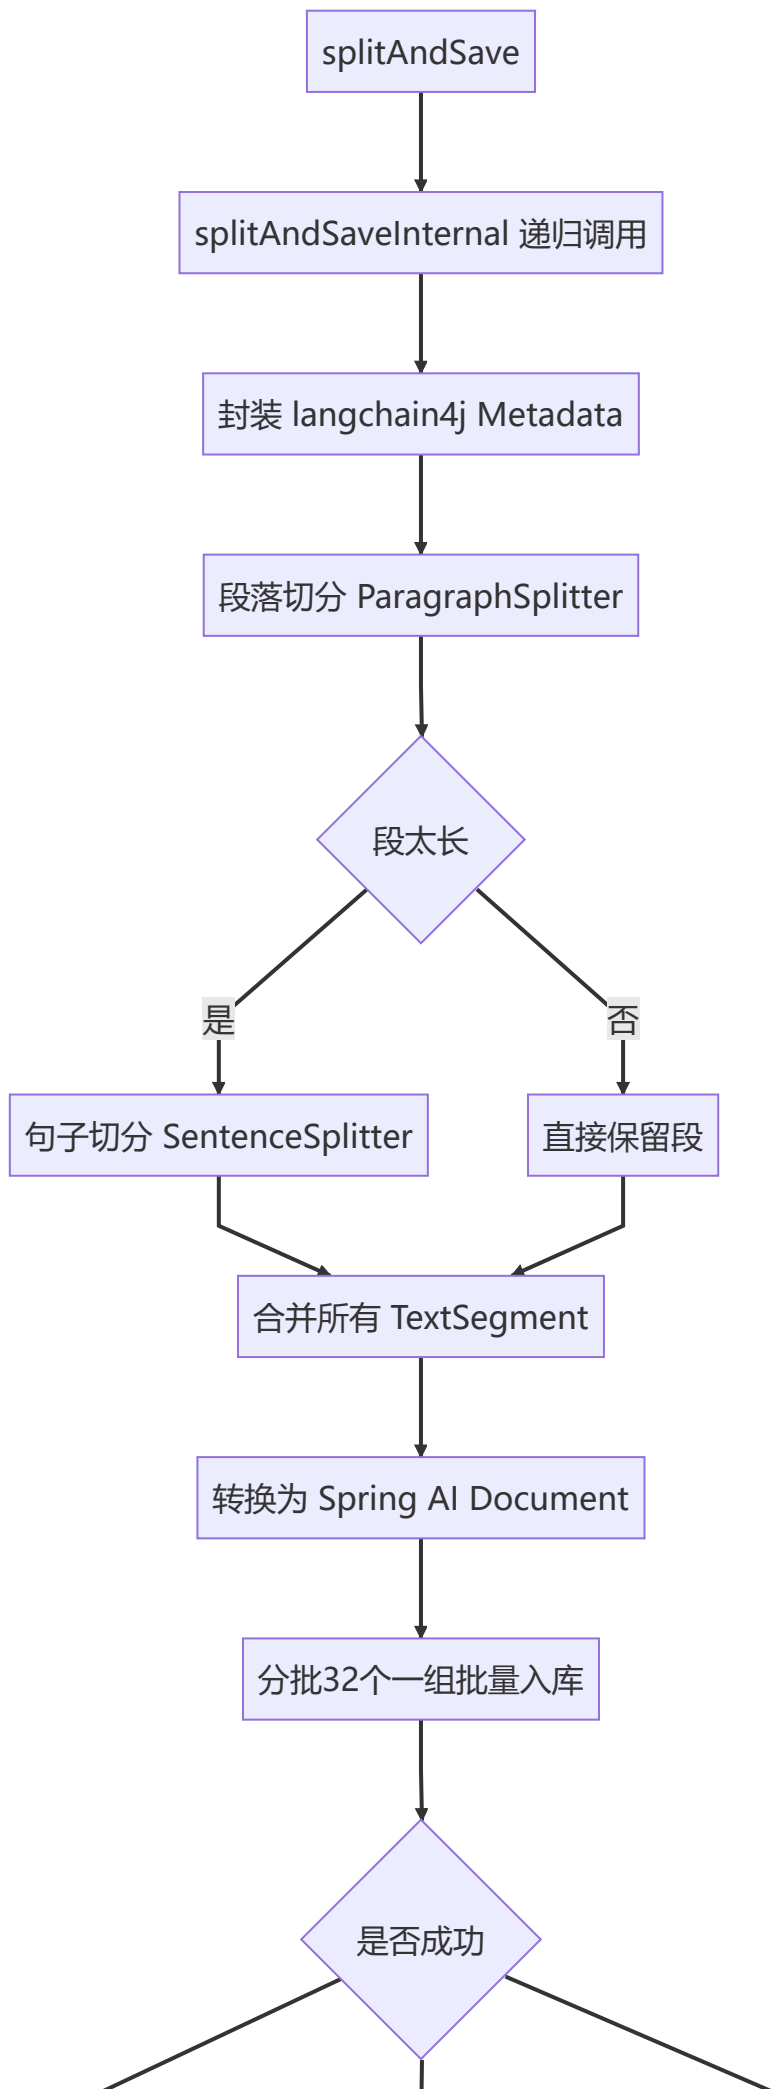 splitAndSave
splitAndSaveInternal 递归调用
封装 langchain4j Metadata
段落切分 ParagraphSplitter
段太长
是
否
句子切分 SentenceSplitter
直接保留段
合并所有 TextSegment
转换为 Spring AI Document
分批32个一组批量入库
是否成功